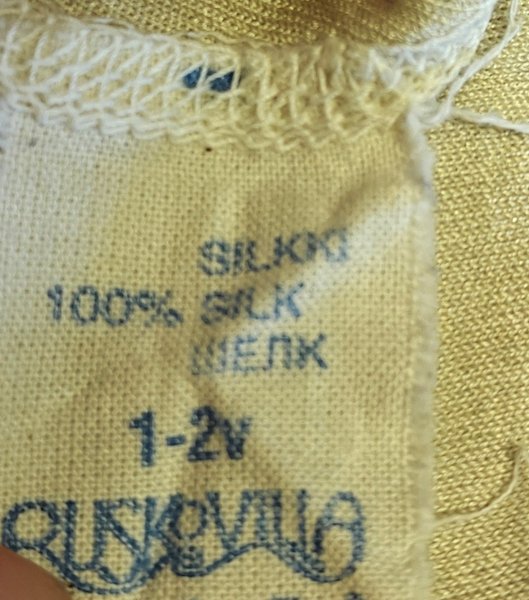 SILKKI
100% SILK
ШЕЛК
1-2v
RUSKOVILLA